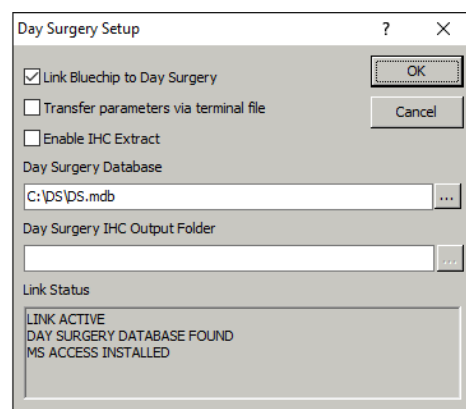 Day Surgery Setup
?
Link Bluechip to Day Surgery
OK
Transfer parameters via terminal file
Cancel
Enable IHC Extract
Day Surgery Database
C:\DS\DS.mdb
...
Day Surgery IHC Output Folder
...
Link Status
LINK ACTIVE
DAY SURGERY DATABASE FOUND
MS ACCESS INSTALLED